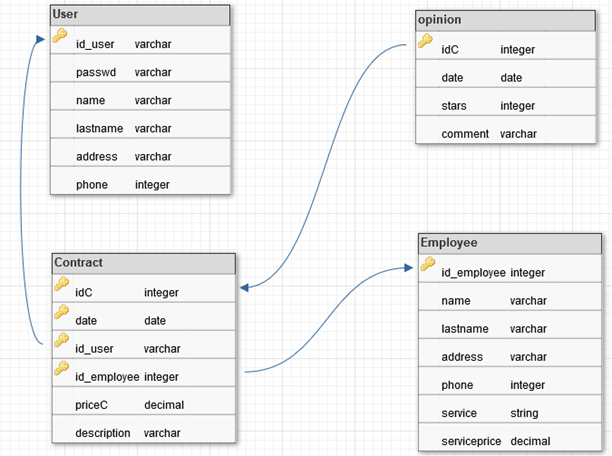 User
id_user varchar
passwd varchar
name varchar
lastname varchar
address varchar
phone integer
opinion
idC integer
date date
stars integer
comment varchar
Contract
idC integer
date date
id_user varchar
id_employee integer
priceC decimal
description varchar
Employee
id_employee integer
name varchar
lastname varchar
address varchar
phone integer
service string
serviceprice decimal